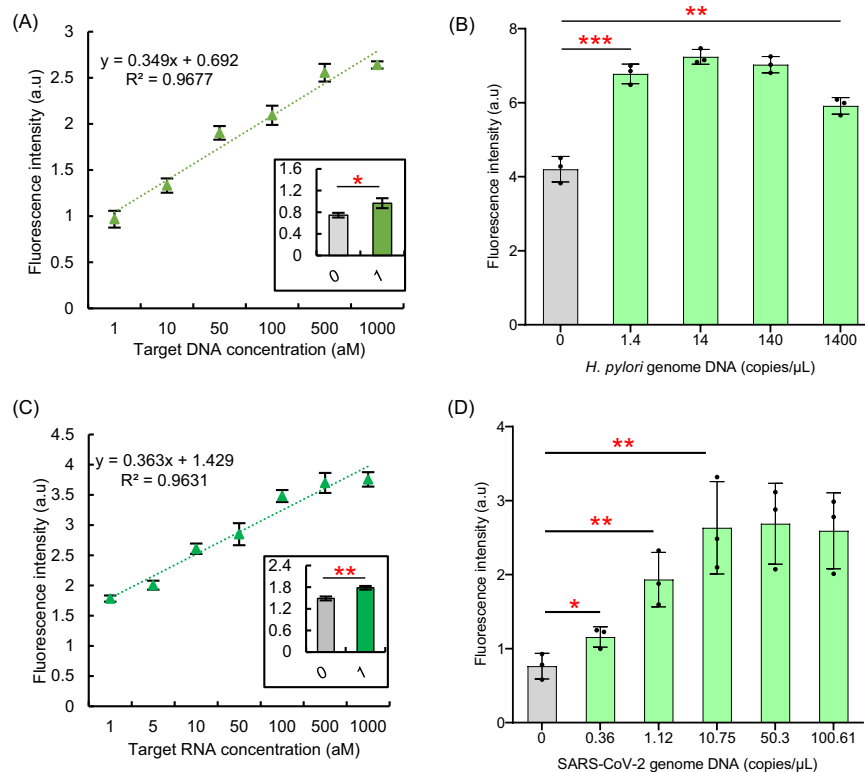 (A)
y = 0.349x + 0.692
R² = 0.9677
Fluorescence intensity (a.u)
3
2.5
2
1.5
1
0.5
0
1 10 50 100 500 1000
Target DNA concentration (aM)
1.6
1.2
0.8
0.4
0
*
0 1
(B)
Fluorescence intensity (a.u)
8
6
4
2
0
**
***
0 1.4 14 140 1400
H. pylori genome DNA (copies/µL)
(C)
y = 0.363x + 1.429
R² = 0.9631
Fluorescence intensity (a.u)
4.5
4
3.5
3
2.5
2
1.5
1
0.5
0
1 5 10 50 100 500 1000
Target RNA concentration (aM)
2.4
1.8
1.2
0.6
0
**
0 1
(D)
Fluorescence intensity (a.u)
4
3
2
1
0
**
**
*
0 0.36 1.12 10.75 50.3 100.61
SARS-CoV-2 genome DNA (copies/µL)